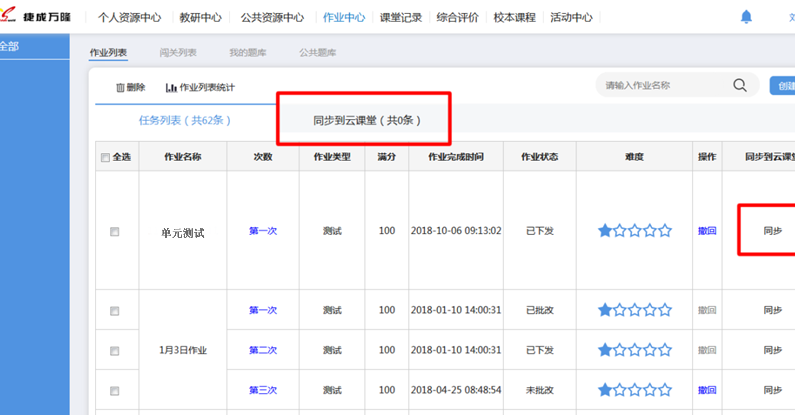 捷成万隆 个人资源中心 教研中心 公共资源中心 作业中心 课堂记录 综合评价 校本课程 活动中心
全部
作业列表 闯关列表 我的题库 公共题库
删除 作业列表统计 请输入作业名称 创建
任务列表（共62条） 同步到云课堂（共0条）
全选 作业名称 次数 作业类型 满分 作业完成时间 作业状态 难度 操作 同步到云课堂
单元测试 第一次 测试 100 2018-10-06 09:13:02 已下发 撤回 同步
第一次 测试 100 2018-01-10 14:00:31 已批改 撤回 同步
1月3日作业 第二次 测试 100 2018-01-10 14:00:31 已下发 撤回 同步
第三次 测试 100 2018-04-25 08:48:54 未批改 撤回 同步